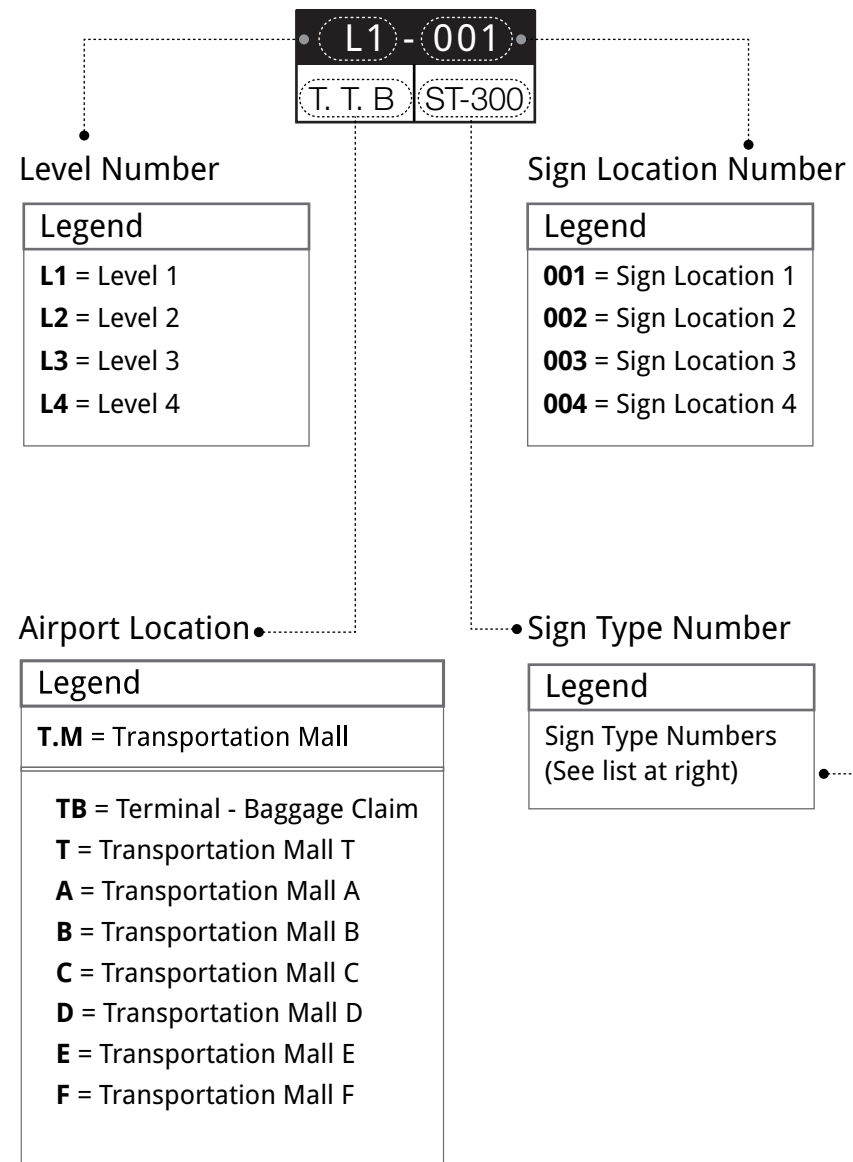 L1 - 001
T. T. B ST-300
Level Number
Legend
L1 = Level 1
L2 = Level 2
L3 = Level 3
L4 = Level 4
Sign Location Number
Legend
001 = Sign Location 1
002 = Sign Location 2
003 = Sign Location 3
004 = Sign Location 4
Airport Location
Legend
T.M = Transportation Mall
TB = Terminal - Baggage Claim
T = Transportation Mall T
A = Transportation Mall A
B = Transportation Mall B
C = Transportation Mall C
D = Transportation Mall D
E = Transportation Mall E
F = Transportation Mall F
Sign Type Number
Legend
Sign Type Numbers
(See list at right)